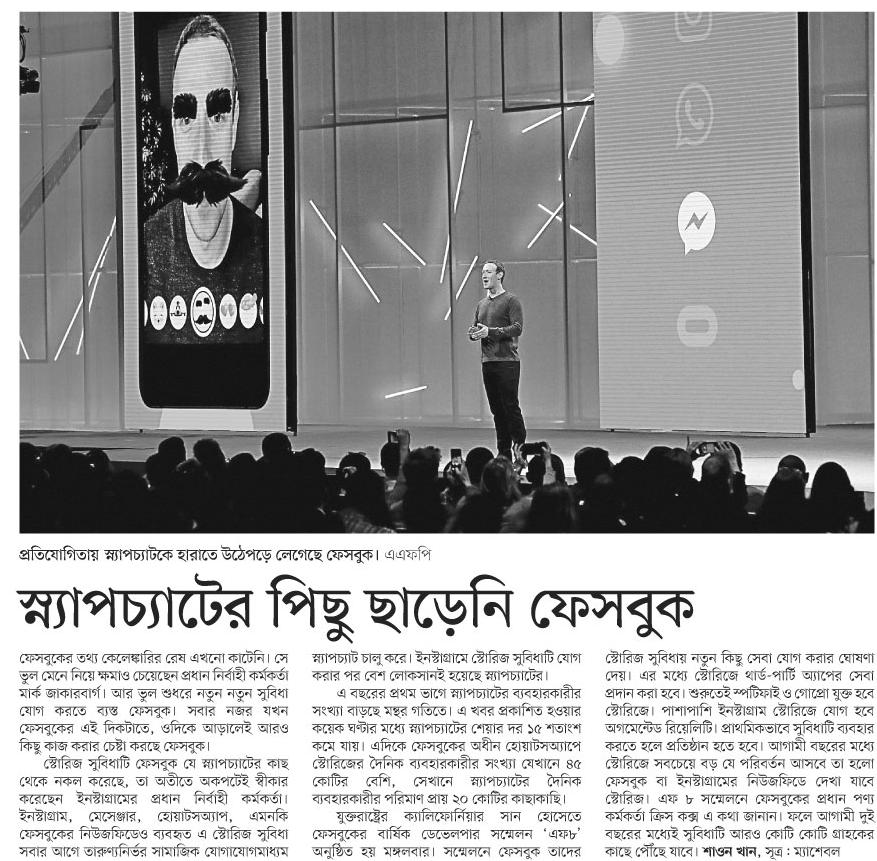 প্রতিযোগিতায় স্ন্যাপচ্যাটকে হারাতে উঠেপড়ে লেগেছে ফেসবুক। এএফপি
স্ন্যাপচ্যাটের পিছু ছাড়েনি ফেসবুক
ফেসবুকের তথ্য কেলেঙ্কারির রেষ এখনো কাটেনি। সে
ভুল মেনে নিয়ে ক্ষমাও চেয়েছেন প্রধান নির্বাহী কর্মকর্তা
মার্ক জাকারবার্গ। আর ভুল শুধরে নতুন নতুন সুবিধা
যোগ করতে ব্যস্ত ফেসবুক। সবার নজর যখন
ফেসবুকের এই দিকটাতে, ওদিকে আড়ালেই আরও
কিছু কাজ করার চেষ্টা করছে ফেসবুক।
স্টোরিজ সুবিধাটি ফেসবুক যে স্ন্যাপচ্যাটের কাছ
থেকে নকল করেছে, তা অতীতে অকপটেই স্বীকার
করেছেন ইনস্টাগ্রামের প্রধান নির্বাহী কর্মকর্তা।
ইনস্টাগ্রাম, মেসেঞ্জার, হোয়াটসঅ্যাপ, এমনকি
ফেসবুকের নিউজফিডেও ব্যবহৃত এ স্টোরিজ সুবিধা
সবার আগে তারুণ্যনির্ভর সামাজিক যোগাযোগমাধ্যম
স্ন্যাপচ্যাট চালু করে। ইনস্টাগ্রামে স্টোরিজ সুবিধাটি যোগ
করার পর বেশ লোকসানই হয়েছে স্ন্যাপচ্যাটের।
এ বছরের প্রথম ভাগে স্ন্যাপচ্যাটের ব্যবহারকারীর
সংখ্যা বাড়ছে মন্থর গতিতে। এ খবর প্রকাশিত হওয়ার
কয়েক ঘণ্টার মধ্যে স্ন্যাপচ্যাটের শেয়ার দর ১৫ শতাংশ
কমে যায়। এদিকে ফেসবুকের অধীন হোয়াটসঅ্যাপে
স্টোরিজের দৈনিক ব্যবহারকারীর সংখ্যা যেখানে ৪৫
কোটির বেশি, সেখানে স্ন্যাপচ্যাটের দৈনিক
ব্যবহারকারীর পরিমাণ প্রায় ২০ কোটির কাছাকাছি।
যুক্তরাষ্ট্রের ক্যালিফোর্নিয়ার সান হোসেতে
ফেসবুকের বার্ষিক ডেভেলপার সম্মেলন ‘এফ৮’
অনুষ্ঠিত হয় মঙ্গলবার। সম্মেলনে ফেসবুক তাদের
স্টোরিজ সুবিধায় নতুন কিছু সেবা যোগ করার ঘোষণা
দেয়। এর মধ্যে স্টোরিজে থার্ড-পার্টি অ্যাপের সেবা
প্রদান করা হবে। শুরুতেই স্পটিফাই ও গোপ্রো যুক্ত হবে
স্টোরিজে। পাশাপাশি ইনস্টাগ্রাম স্টোরিজে যোগ হবে
অগমেন্টেড রিয়েলিটি। প্রাথমিকভাবে সুবিধাটি ব্যবহার
করতে হলে প্রতিষ্ঠান হতে হবে। আগামী বছরের মধ্যে
স্টোরিজে সবচেয়ে বড় যে পরিবর্তন আসবে তা হলো
ফেসবুক বা ইনস্টাগ্রামের নিউজফিডে দেখা যাবে
স্টোরিজ। এফ ৮ সম্মেলনে ফেসবুকের প্রধান পণ্য
কর্মকর্তা ক্রিস কক্স এ কথা জানান। ফলে আগামী দুই
বছরের মধ্যেই সুবিধাটি আরও কোটি কোটি গ্রাহকের
কাছে পৌঁছে যাবে। শাওন খান, সূত্র : ম্যাশেবল